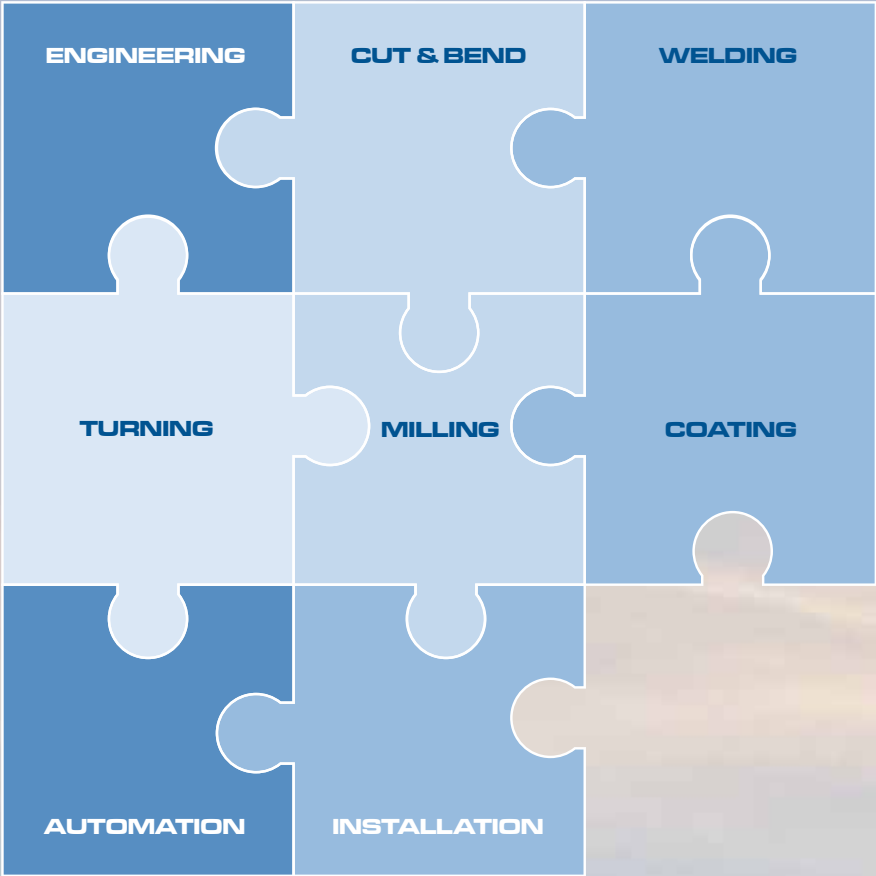 ENGINEERING
CUT & BEND
WELDING
TURNING
MILLING
COATING
AUTOMATION
INSTALLATION